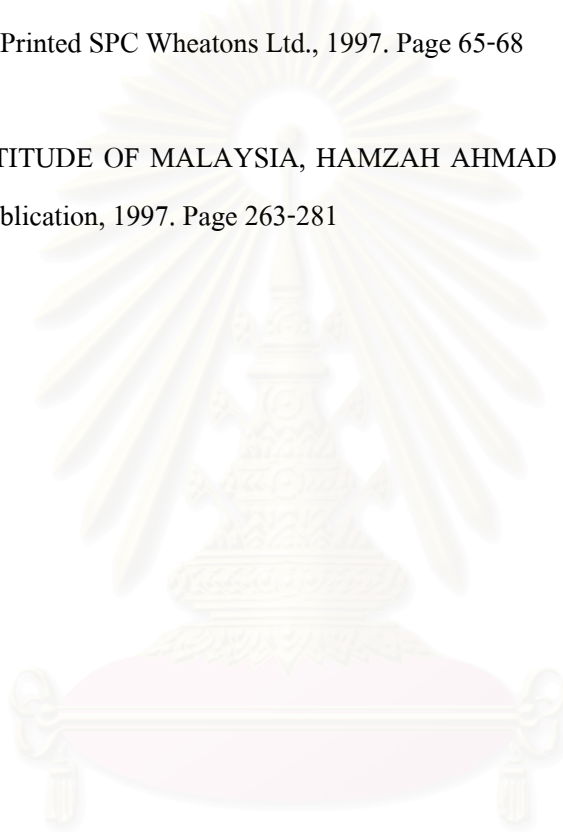 Printed SPC Wheatons Ltd., 1997. Page 65-68
TITUDE OF MALAYSIA, HAMZAH AHMAD
blication, 1997. Page 263-281